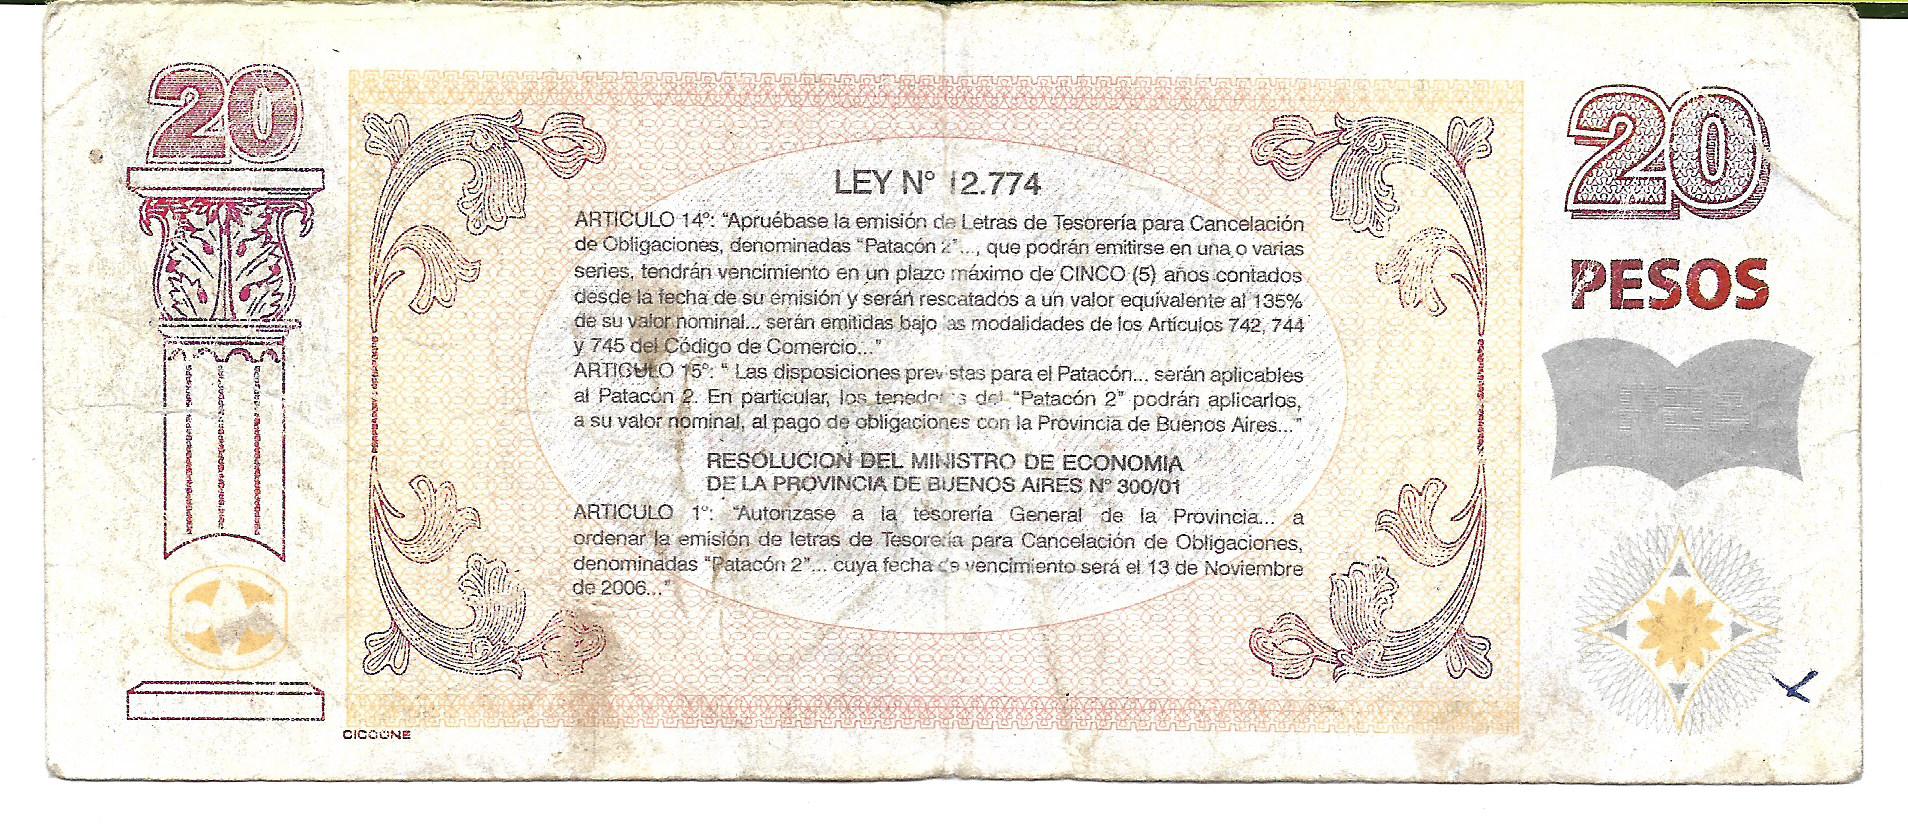 20
20
PESOS
LEY N° 12.774
ARTICULO 14º: “Apruébase la emisión de Letras de Tesorería para Cancelación
de Obligaciones, denominadas “Patacón 2”..., que podrán emitirse en una o varias
series, tendrán vencimiento en un plazo máximo de CINCO (5) años contados
desde la fecha de su emisión y serán rescatados a un valor equivalente al 135%
de su valor nominal... serán emitidas bajo las modalidades de los Artículos 742, 744
y 745 del Código de Comercio...”
ARTICULO 15º: “ Las disposiciones previstas para el Patacón... serán aplicables
al Patacón 2. En particular, los tenedores del “Patacón 2” podrán aplicarlos,
a su valor nominal, al pago de obligaciones con la Provincia de Buenos Aires...”
RESOLUCION DEL MINISTRO DE ECONOMIA
DE LA PROVINCIA DE BUENOS AIRES Nº 300/01
ARTICULO 1º: “Autorizase a la tesorería General de la Provincia... a
ordenar la emisión de letras de Tesorería para Cancelación de Obligaciones,
denominadas “Patacón 2”... cuya fecha de vencimiento será el 13 de Noviembre
de 2006...”
CICCONE